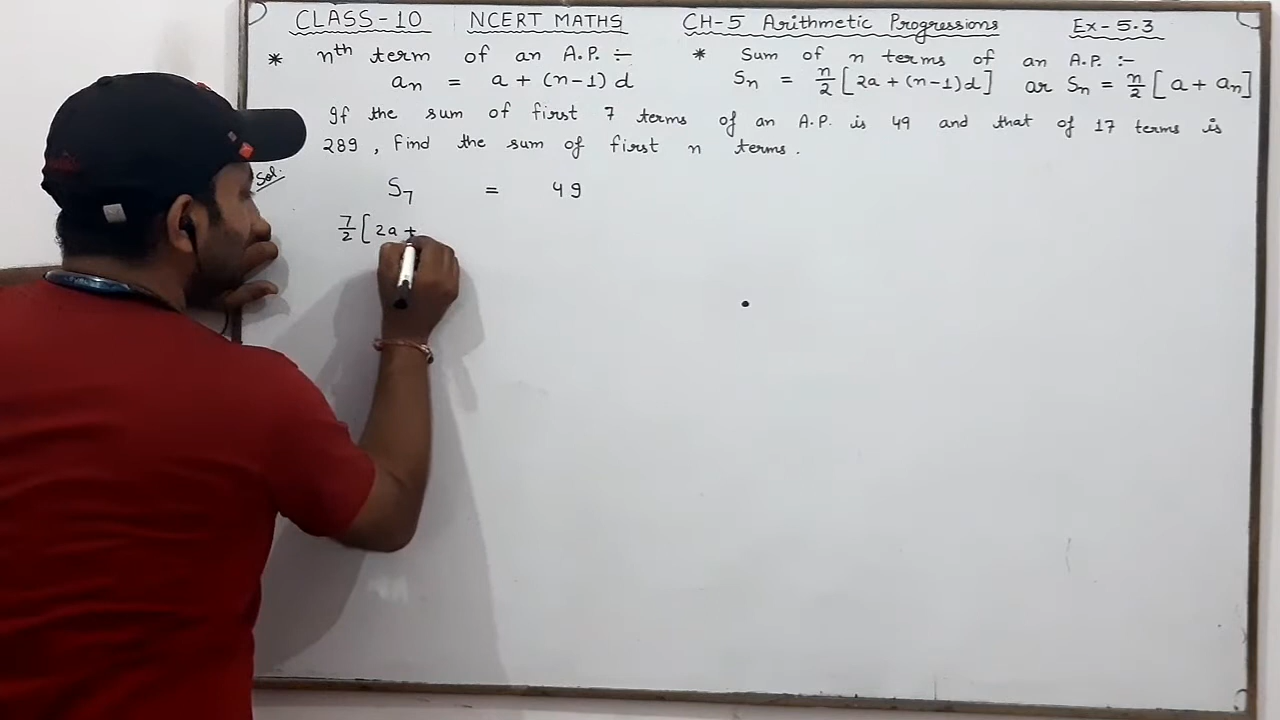 CLASS-10 NCERT MATHS CH-5 Arithmetic Progressions Ex-5.3
* nth term of an A.P. :-
an = a + (n-1) d
* Sum of n terms of an A.P. :-
Sn = n/2 [2a + (n-1)d] or Sn = n/2 [a + an]
If the sum of first 7 terms of an A.P. is 49 and that of 17 terms is
289, Find the sum of first n terms.
Sol:
S7 = 49
7/2 [2a +